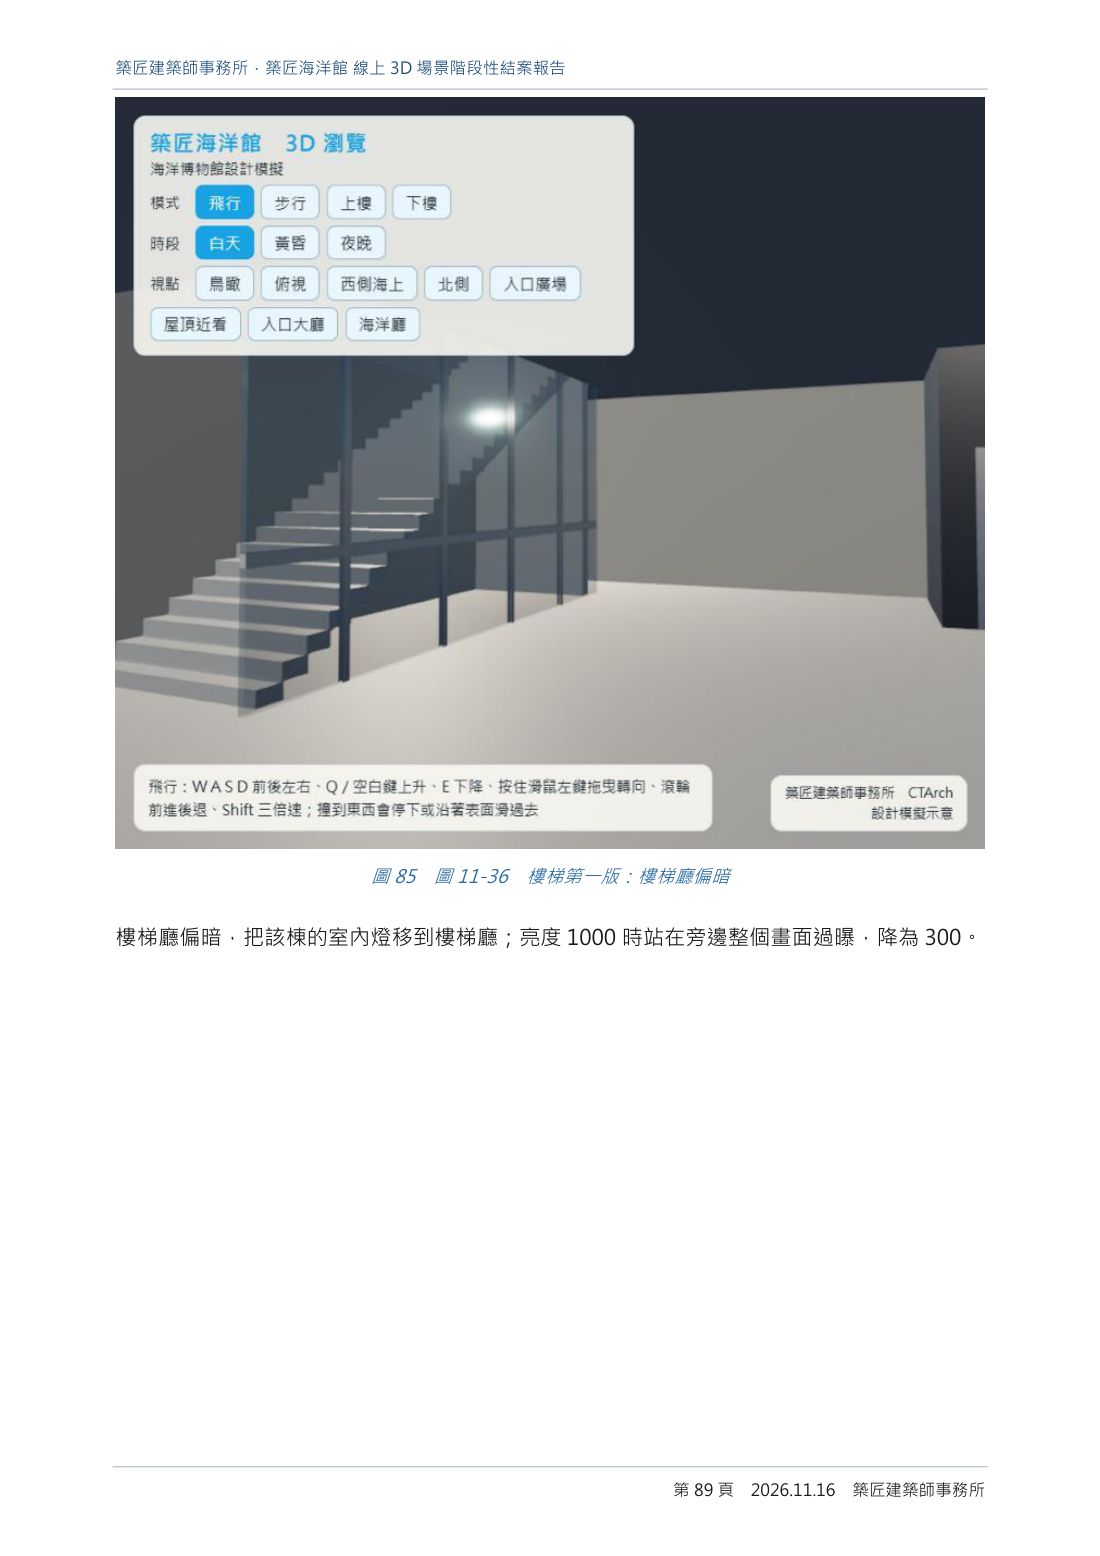 築匠建築師事務所．築匠海洋館 線上 3D 場景階段性結案報告
築匠海洋館　3D 瀏覽
海洋博物館設計模擬
模式 飛行 步行 上樓 下樓
時段 白天 黃昏 夜晚
視點 鳥瞰 俯視 西側海上 北側 入口廣場
屋頂近看 入口大廳 海洋廳
飛行：W A S D 前後左右、Q / 空白鍵上升、E 下降、按住滑鼠左鍵拖曳轉向、滾輪
前進後退、Shift 三倍速；撞到東西會停下或沿著表面滑過去
築匠建築師事務所　CTArch
設計模擬示意
圖 85　圖 11-36　樓梯第一版：樓梯廳偏暗
樓梯廳偏暗，把該棟的室內燈移到樓梯廳；亮度 1000 時站在旁邊整個畫面過曝，降為 300。
第 89 頁　2026.11.16　築匠建築師事務所